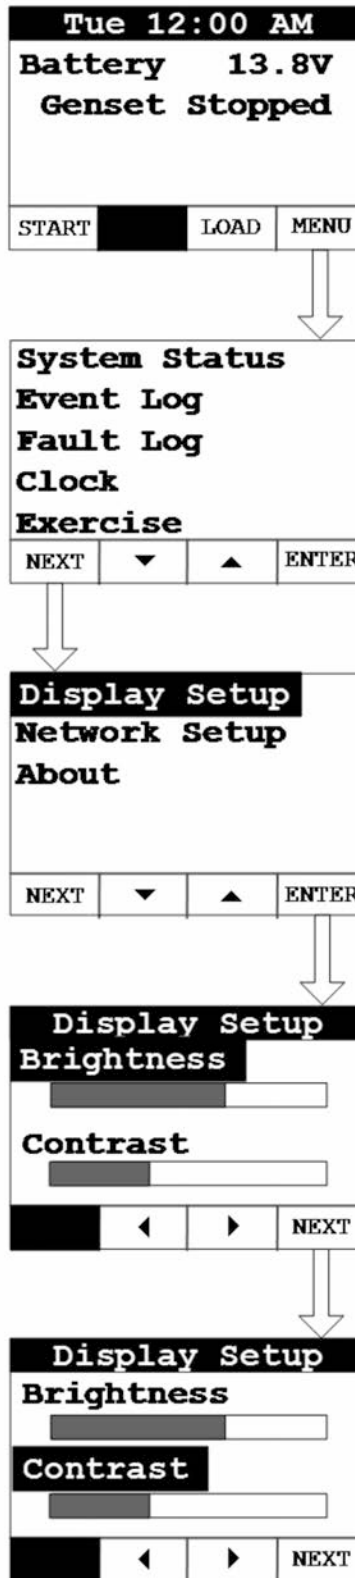 Tue 12:00 AM
Battery 13.8V
Genset Stopped
START LOAD MENU
System Status
Event Log
Fault Log
Clock
Exercise
NEXT ▼ ▲ ENTER
Display Setup
Network Setup
About
NEXT ▼ ▲ ENTER
Display Setup
Brightness
Contrast
◀ ▶ NEXT
Display Setup
Brightness
Contrast
◀ ▶ NEXT